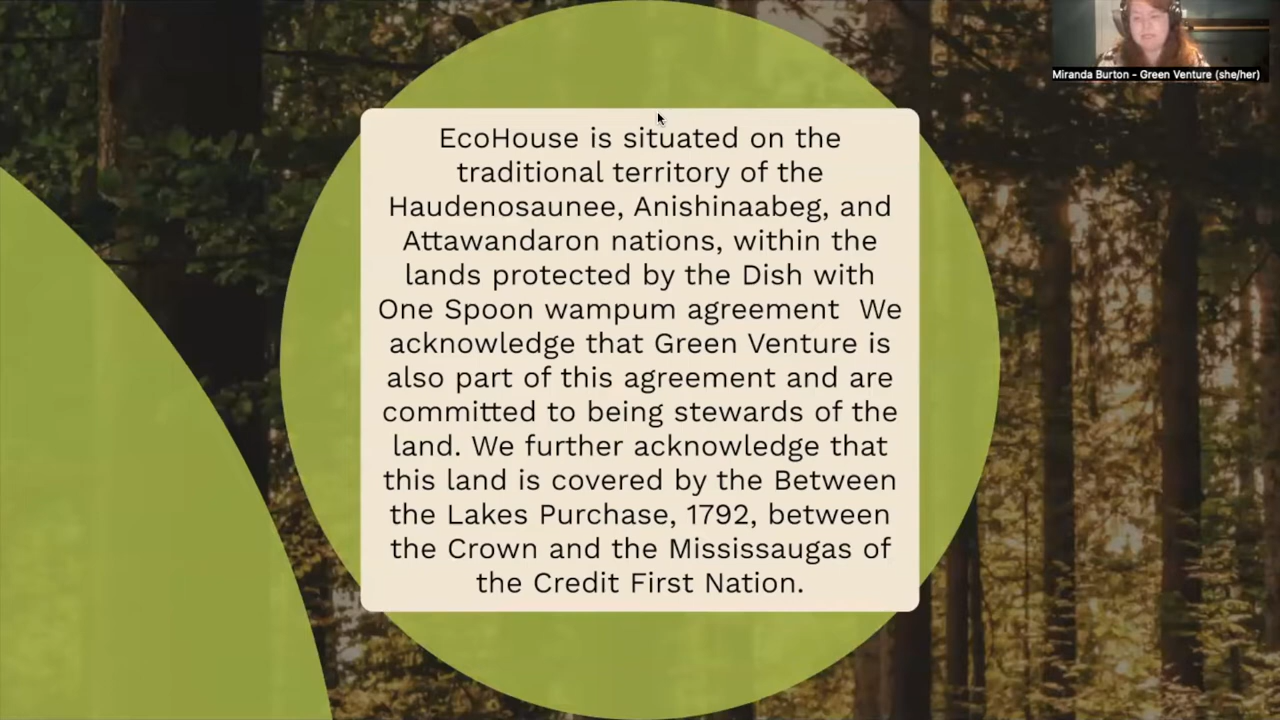 Miranda Burton - Green Venture (she/her)
EcoHouse is situated on the
traditional territory of the
Haudenosaunee, Anishinaabeg, and
Attawandaron nations, within the
lands protected by the Dish with
One Spoon wampum agreement  We
acknowledge that Green Venture is
also part of this agreement and are
committed to being stewards of the
land. We further acknowledge that
this land is covered by the Between
the Lakes Purchase, 1792, between
the Crown and the Mississaugas of
the Credit First Nation.